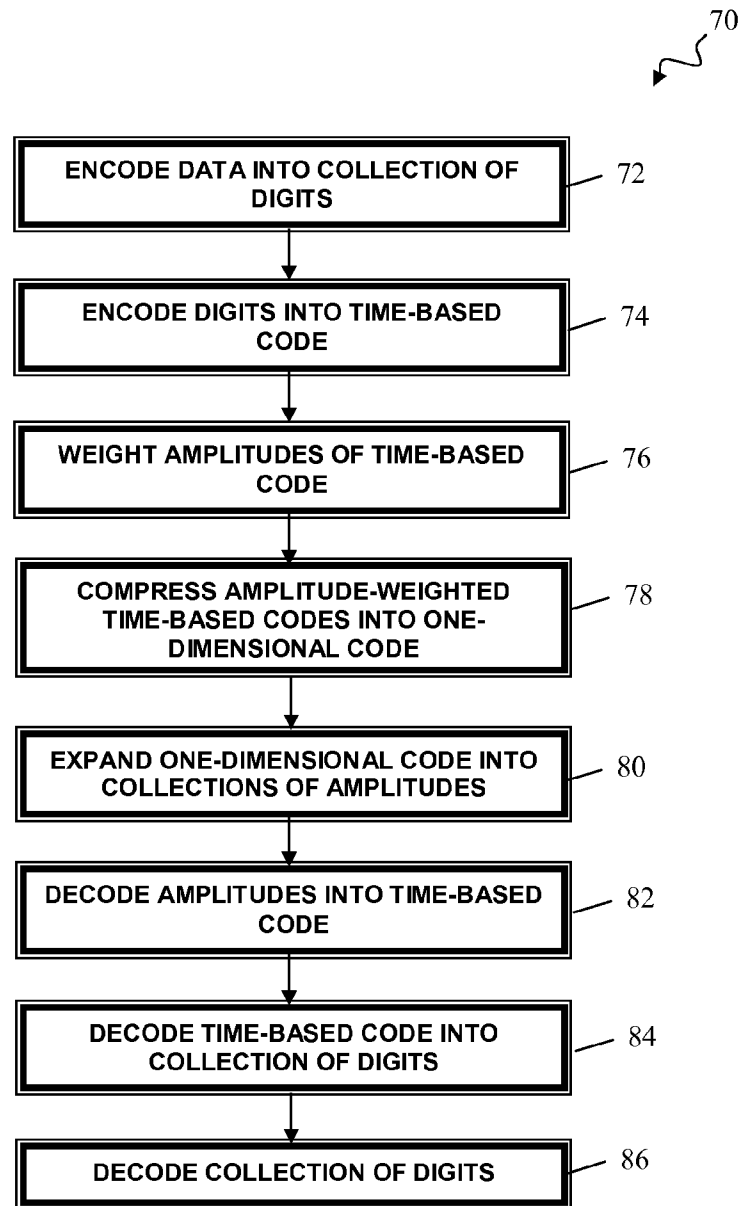 70
ENCODE DATA INTO COLLECTION OF
DIGITS
72
ENCODE DIGITS INTO TIME-BASED
CODE
74
WEIGHT AMPLITUDES OF TIME-BASED
CODE
76
COMPRESS AMPLITUDE-WEIGHTED
TIME-BASED CODES INTO ONE-
DIMENSIONAL CODE
78
EXPAND ONE-DIMENSIONAL CODE INTO
COLLECTIONS OF AMPLITUDES
80
DECODE AMPLITUDES INTO TIME-BASED
CODE
82
DECODE TIME-BASED CODE INTO
COLLECTION OF DIGITS
84
DECODE COLLECTION OF DIGITS
86